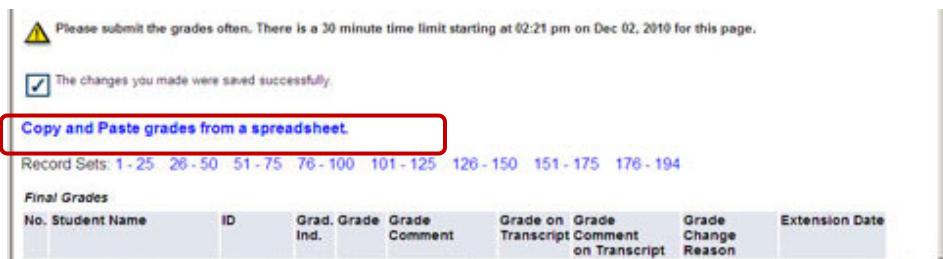 Please submit the grades often. There is a 30 minute time limit starting at 02:21 pm on Dec 02, 2010 for this page.
The changes you made were saved successfully.
Copy and Paste grades from a spreadsheet.
Record Sets: 1 - 25 26 - 50 51 - 75 76 - 100 101 - 125 126 - 150 151 - 175 176 - 194
Final Grades
No. Student Name ID Grad. Grade Grade Grade on Grade Grade Extension Date
Ind. Comment Transcript Comment Change
on Transcript Reason